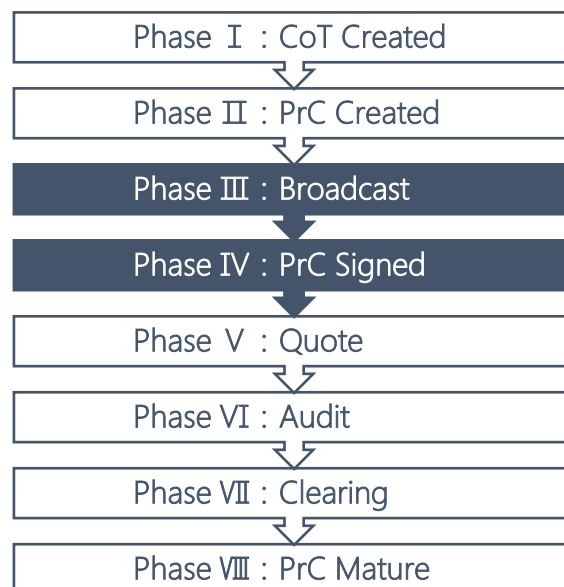 Phase Ⅰ : CoT Created
Phase Ⅱ : PrC Created
Phase Ⅲ : Broadcast
Phase Ⅳ : PrC Signed
Phase Ⅴ : Quote
Phase Ⅵ : Audit
Phase Ⅶ : Clearing
Phase Ⅷ : PrC Mature